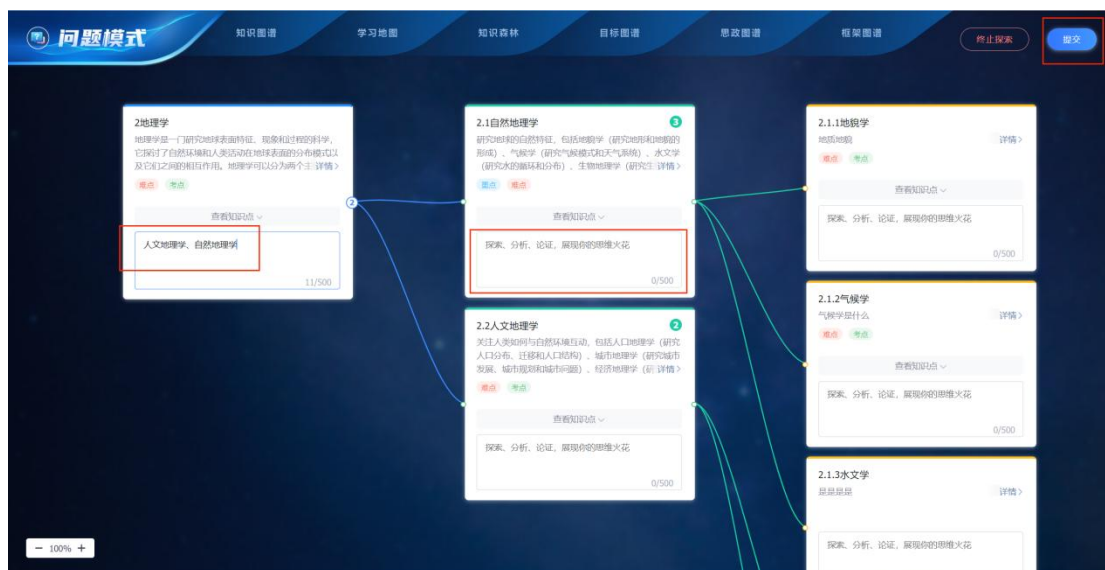 问题模式
知识图谱
学习地图
知识森林
目标图谱
思政图谱
框架图谱
终止探索
提交
2地理学
地理学是一门研究地球表面特征、现象和过程的科学，
它探讨了自然环境和人类活动在地球表面的分布模式以
及它们之间的相互作用。地理学可以分为两个主 详情>
难点 考点
查看知识点
人文地理学、自然地理学
11/500
2
2.1自然地理学
3
研究地球的自然特征，包括地貌学（研究地形和地貌的
形成）、气候学（研究气候模式和天气系统）、水文学
（研究水的循环和分布）、生物地理学（研究生 详情>
重点 难点
查看知识点
探索、分析、论证，展现你的思维火花
0/500
2.2人文地理学
2
关注人类如何与自然环境互动，包括人口地理学（研究
人口分布、迁移和人口结构）、城市地理学（研究城市
发展、城市规划和城市问题）、经济地理学（研 详情>
难点 考点
查看知识点
探索、分析、论证，展现你的思维火花
0/500
2.1.1地貌学
地质地貌 详情>
难点 考点
查看知识点
探索、分析、论证，展现你的思维火花
0/500
2.1.2气候学
气候学是什么 详情>
难点 考点
查看知识点
探索、分析、论证，展现你的思维火花
0/500
2.1.3水文学
是是是是 详情>
探索、分析、论证，展现你的思维火花
− 100% +